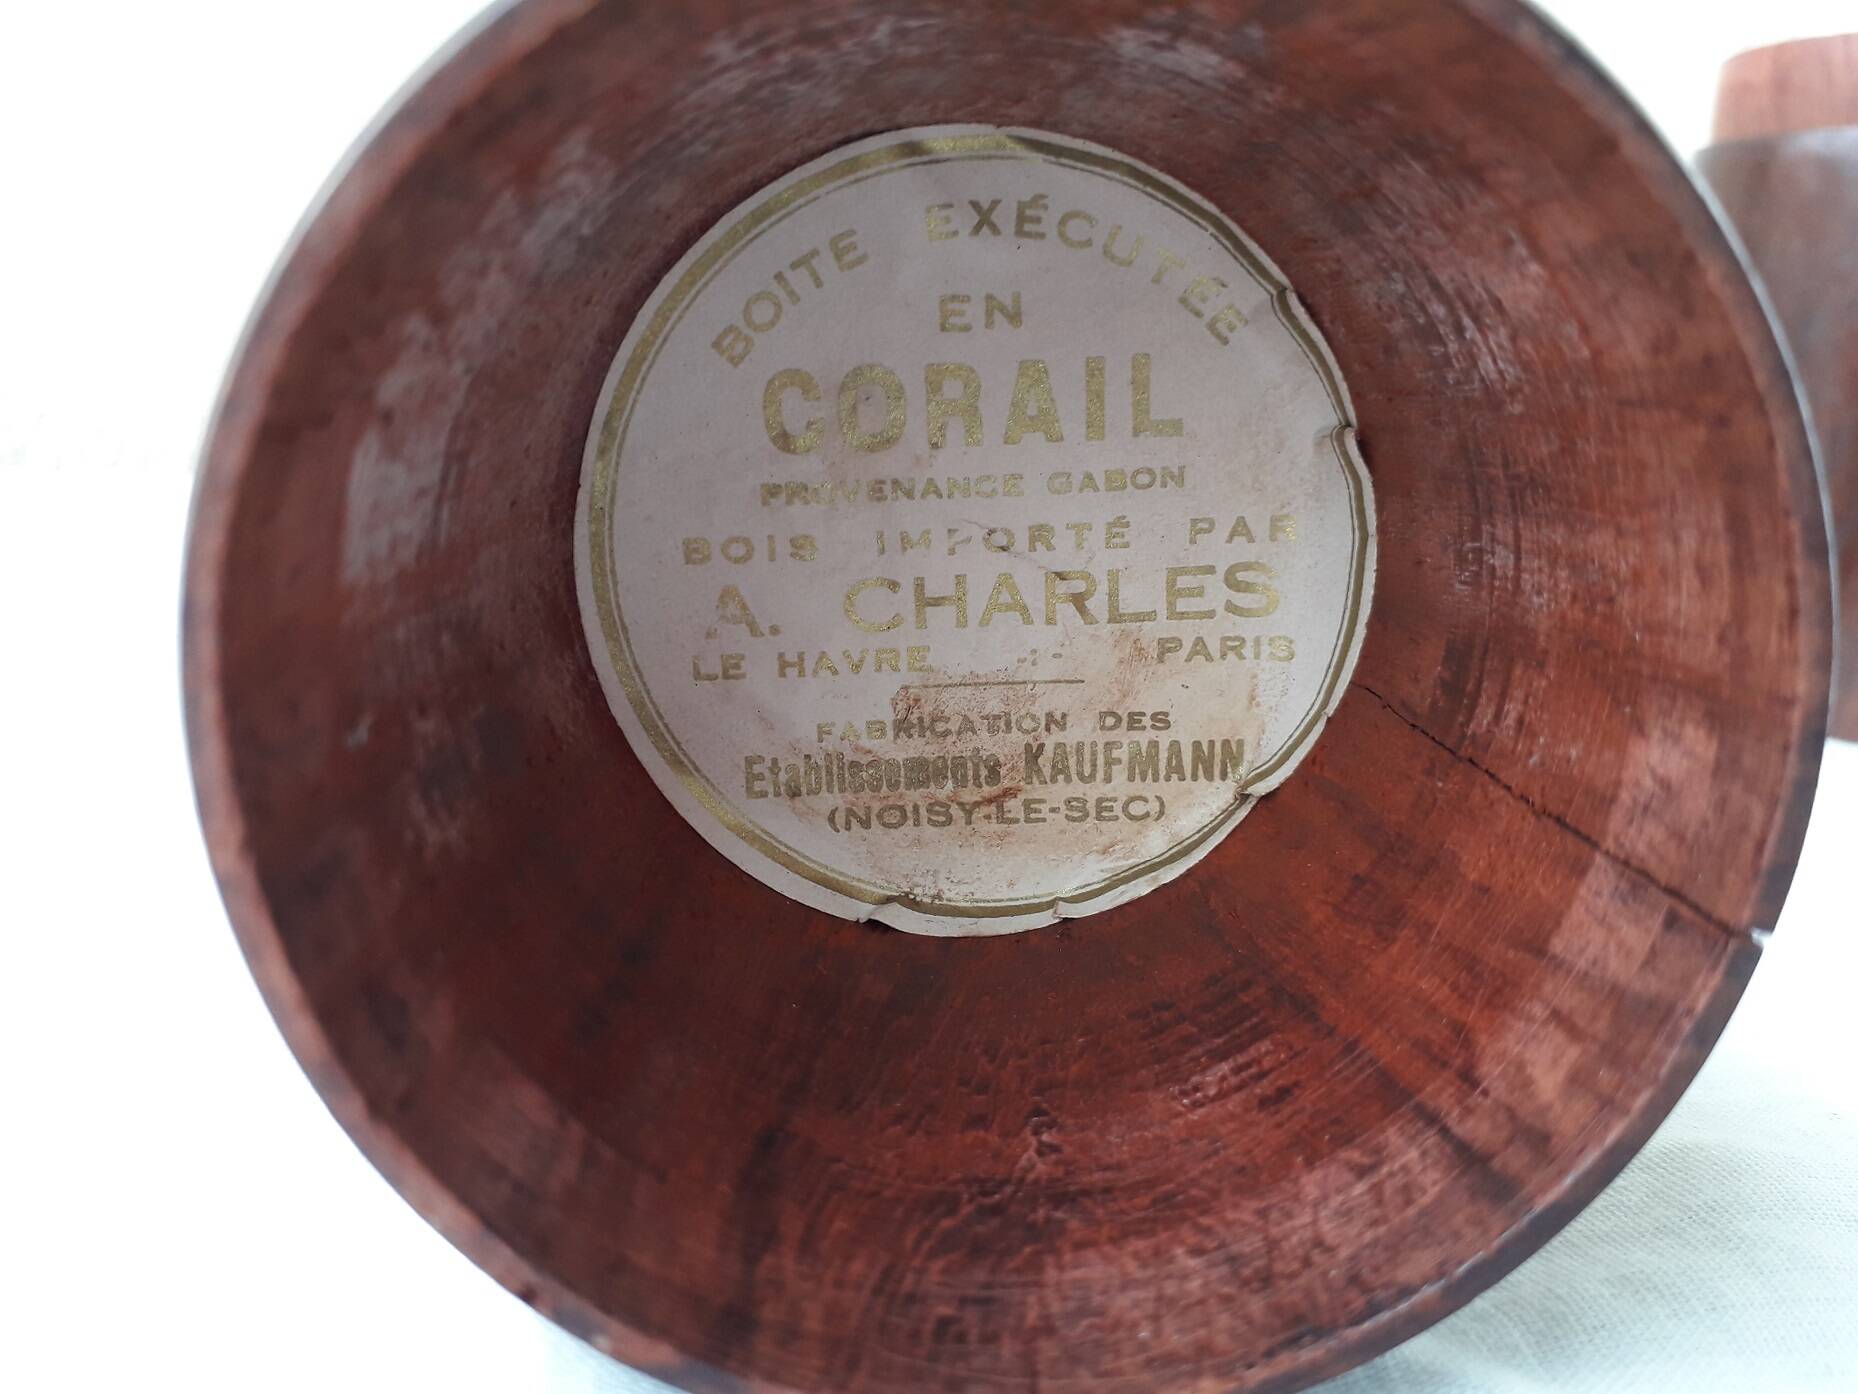 BOITE EXÉCUTÉE
EN
CORAIL
PROVENANCE GABON
BOIS IMPORTÉ PAR
A. CHARLES
LE HAVRE -:- PARIS
FABRICATION DES
Etablissements KAUFMANN
(NOISY-LE-SEC)